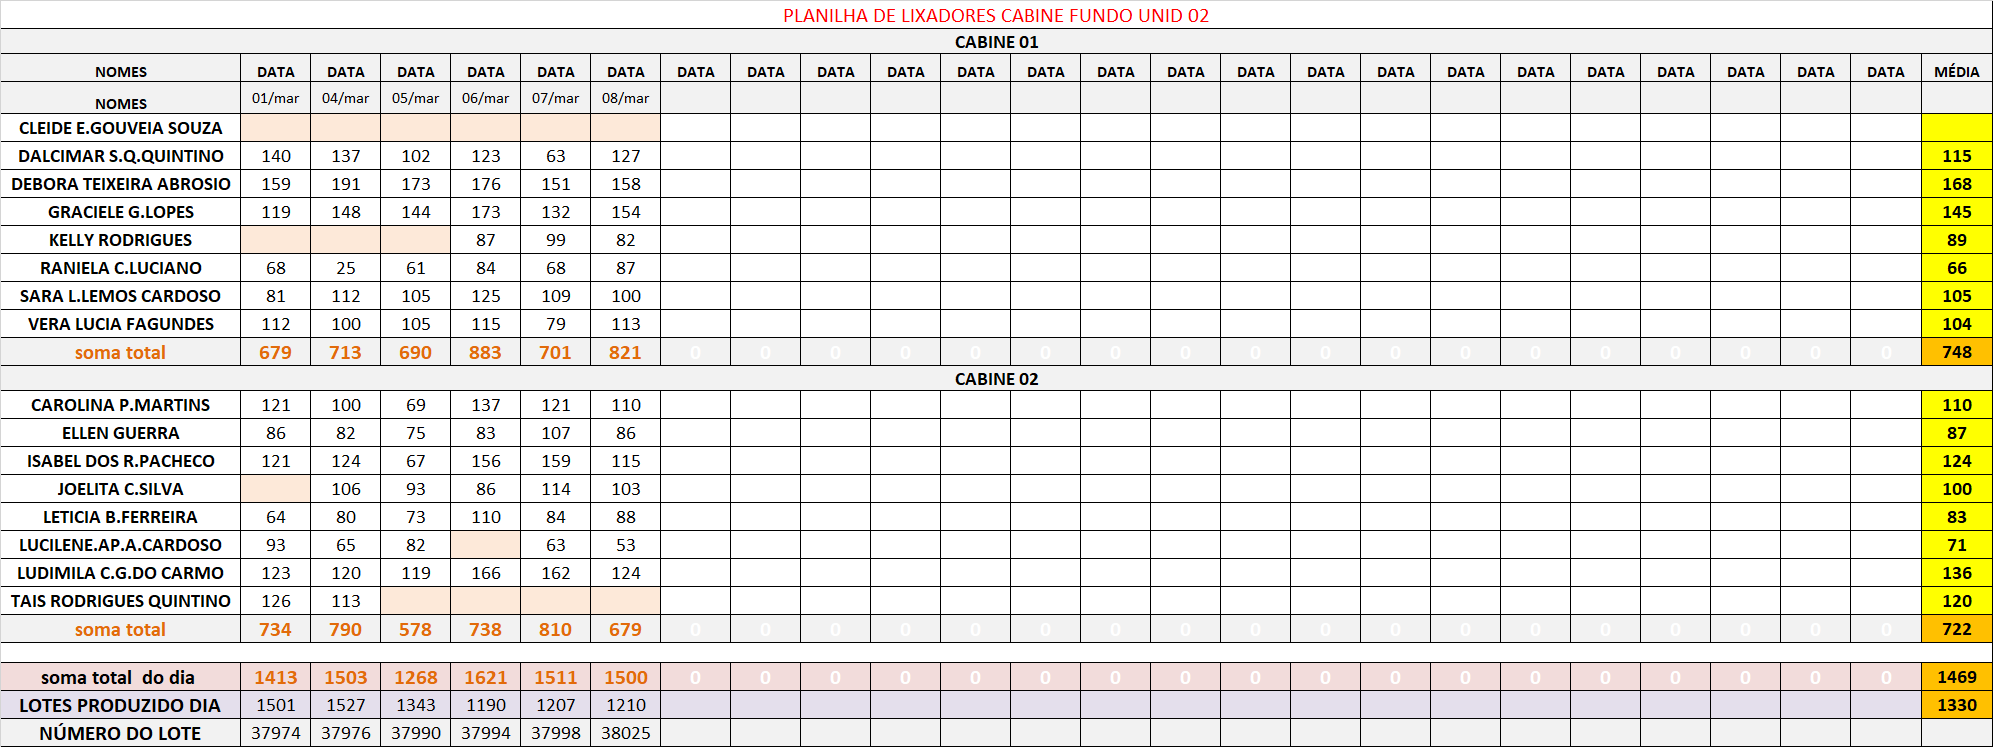 PLANILHA DE LIXADORES CABINE FUNDO UNID 02
CABINE 01
NOMES DATA DATA DATA DATA DATA DATA DATA DATA DATA DATA DATA DATA DATA DATA DATA DATA DATA DATA DATA DATA DATA DATA DATA DATA MÉDIA
NOMES 01/mar 04/mar 05/mar 06/mar 07/mar 08/mar
CLEIDE E.GOUVEIA SOUZA
DALCIMAR S.Q.QUINTINO 140 137 102 123 63 127 115
DEBORA TEIXEIRA ABROSIO 159 191 173 176 151 158 168
GRACIELE G.LOPES 119 148 144 173 132 154 145
KELLY RODRIGUES 87 99 82 89
RANIELA C.LUCIANO 68 25 61 84 68 87 66
SARA L.LEMOS CARDOSO 81 112 105 125 109 100 105
VERA LUCIA FAGUNDES 112 100 105 115 79 113 104
soma total 679 713 690 883 701 821 0 0 0 0 0 0 0 0 0 0 0 0 0 0 0 0 0 0 748
CABINE 02
CAROLINA P.MARTINS 121 100 69 137 121 110 110
ELLEN GUERRA 86 82 75 83 107 86 87
ISABEL DOS R.PACHECO 121 124 67 156 159 115 124
JOELITA C.SILVA 106 93 86 114 103 100
LETICIA B.FERREIRA 64 80 73 110 84 88 83
LUCILENE.AP.A.CARDOSO 93 65 82 63 53 71
LUDIMILA C.G.DO CARMO 123 120 119 166 162 124 136
TAIS RODRIGUES QUINTINO 126 113 120
soma total 734 790 578 738 810 679 0 0 0 0 0 0 0 0 0 0 0 0 0 0 0 0 0 0 722
soma total do dia 1413 1503 1268 1621 1511 1500 0 0 0 0 0 0 0 0 0 0 0 0 0 0 0 0 0 0 1469
LOTES PRODUZIDO DIA 1501 1527 1343 1190 1207 1210 1330
NÚMERO DO LOTE 37974 37976 37990 37994 37998 38025